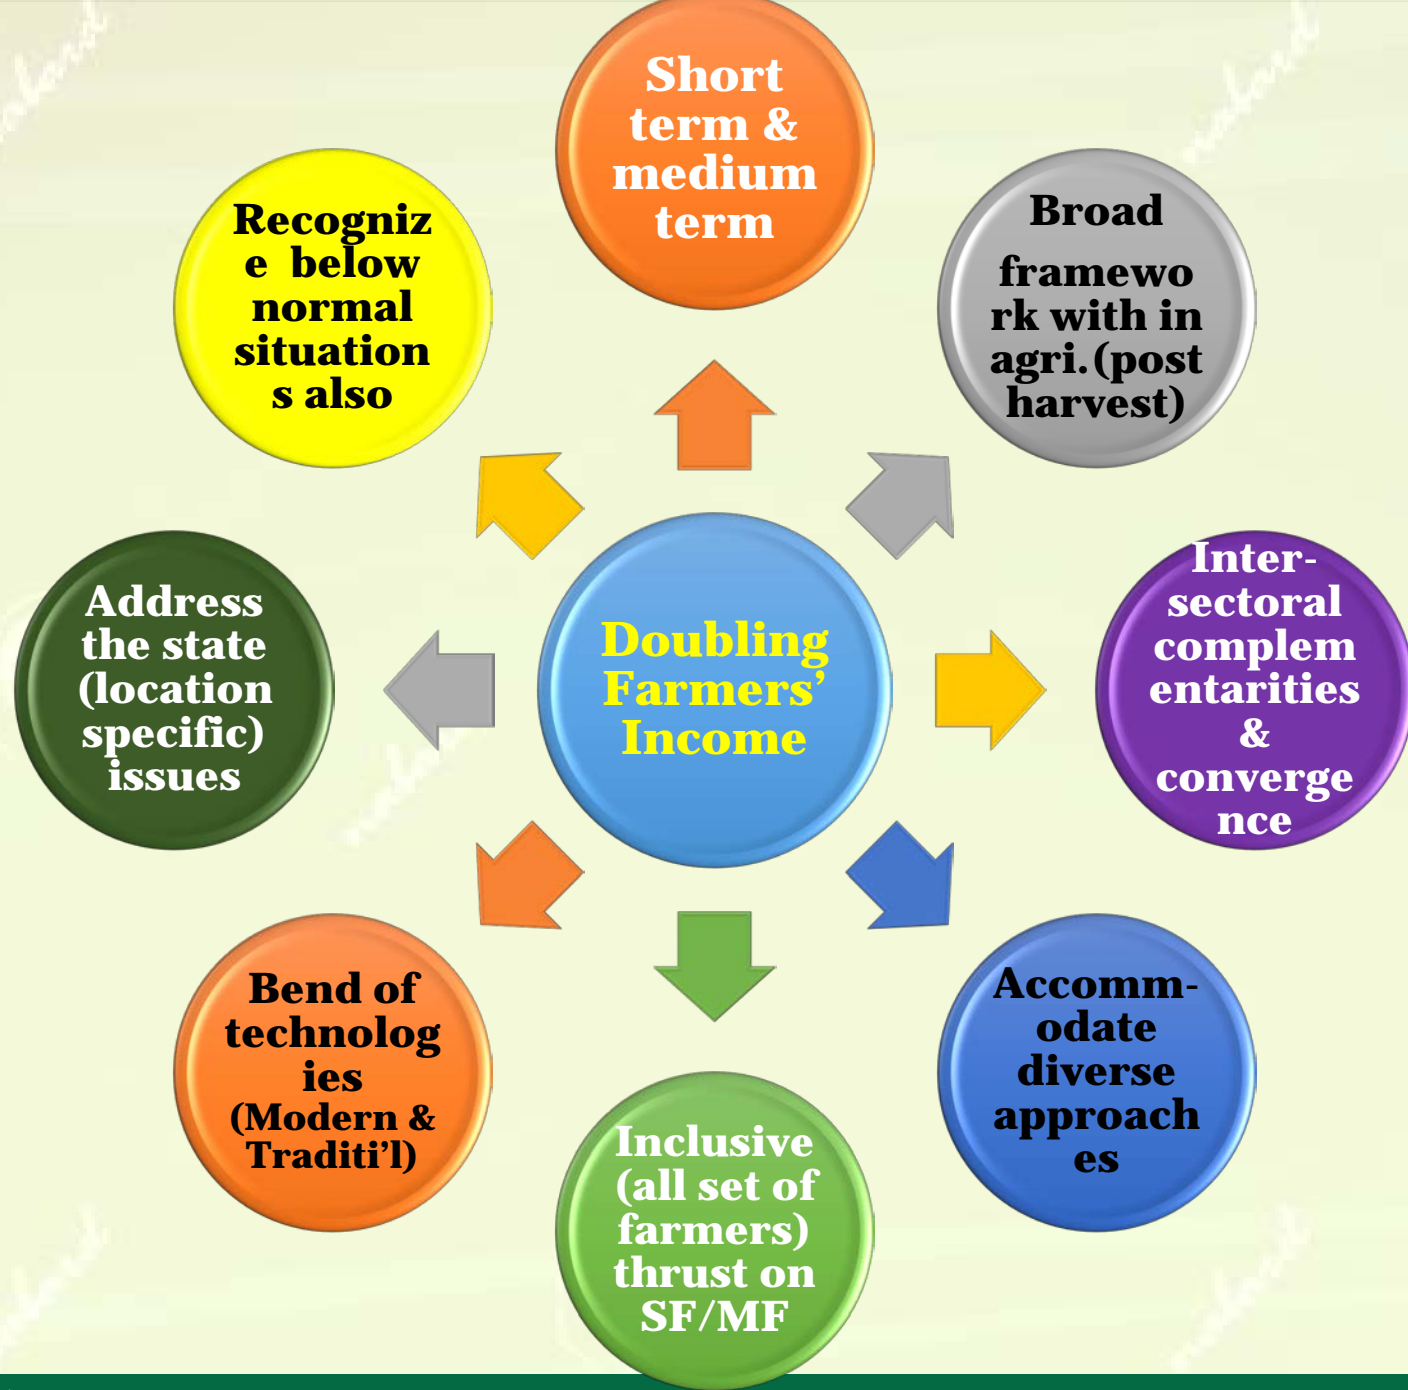 Short
term &
medium
term
Broad
framewo
rk with in
agri.(post
harvest)
Inter-
sectoral
complem
entarities
&
converge
nce
Accomm-
odate
diverse
approach
es
Inclusive
(all set of
farmers)
thrust on
SF/MF
Bend of
technolog
ies
(Modern &
Traditi’l)
Address
the state
(location
specific)
issues
Recogniz
e  below
normal
situation
s also
Doubling
Farmers’
Income